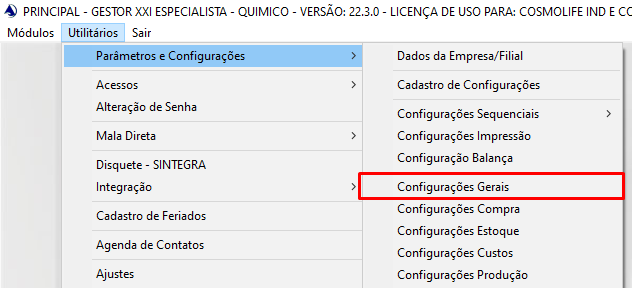 PRINCIPAL - GESTOR XXI ESPECIALISTA - QUIMICO - VERSÃO: 22.3.0 - LICENÇA DE USO PARA: COSMOLIFE IND E CO
Módulos Utilitários Sair
Parâmetros e Configurações
Acessos
Alteração de Senha
Mala Direta
Disquete - SINTEGRA
Integração
Cadastro de Feriados
Agenda de Contatos
Ajustes
Dados da Empresa/Filial
Cadastro de Configurações
Configurações Sequenciais
Configurações Impressão
Configuração Balança
Configurações Gerais
Configurações Compra
Configurações Estoque
Configurações Custos
Configurações Produção